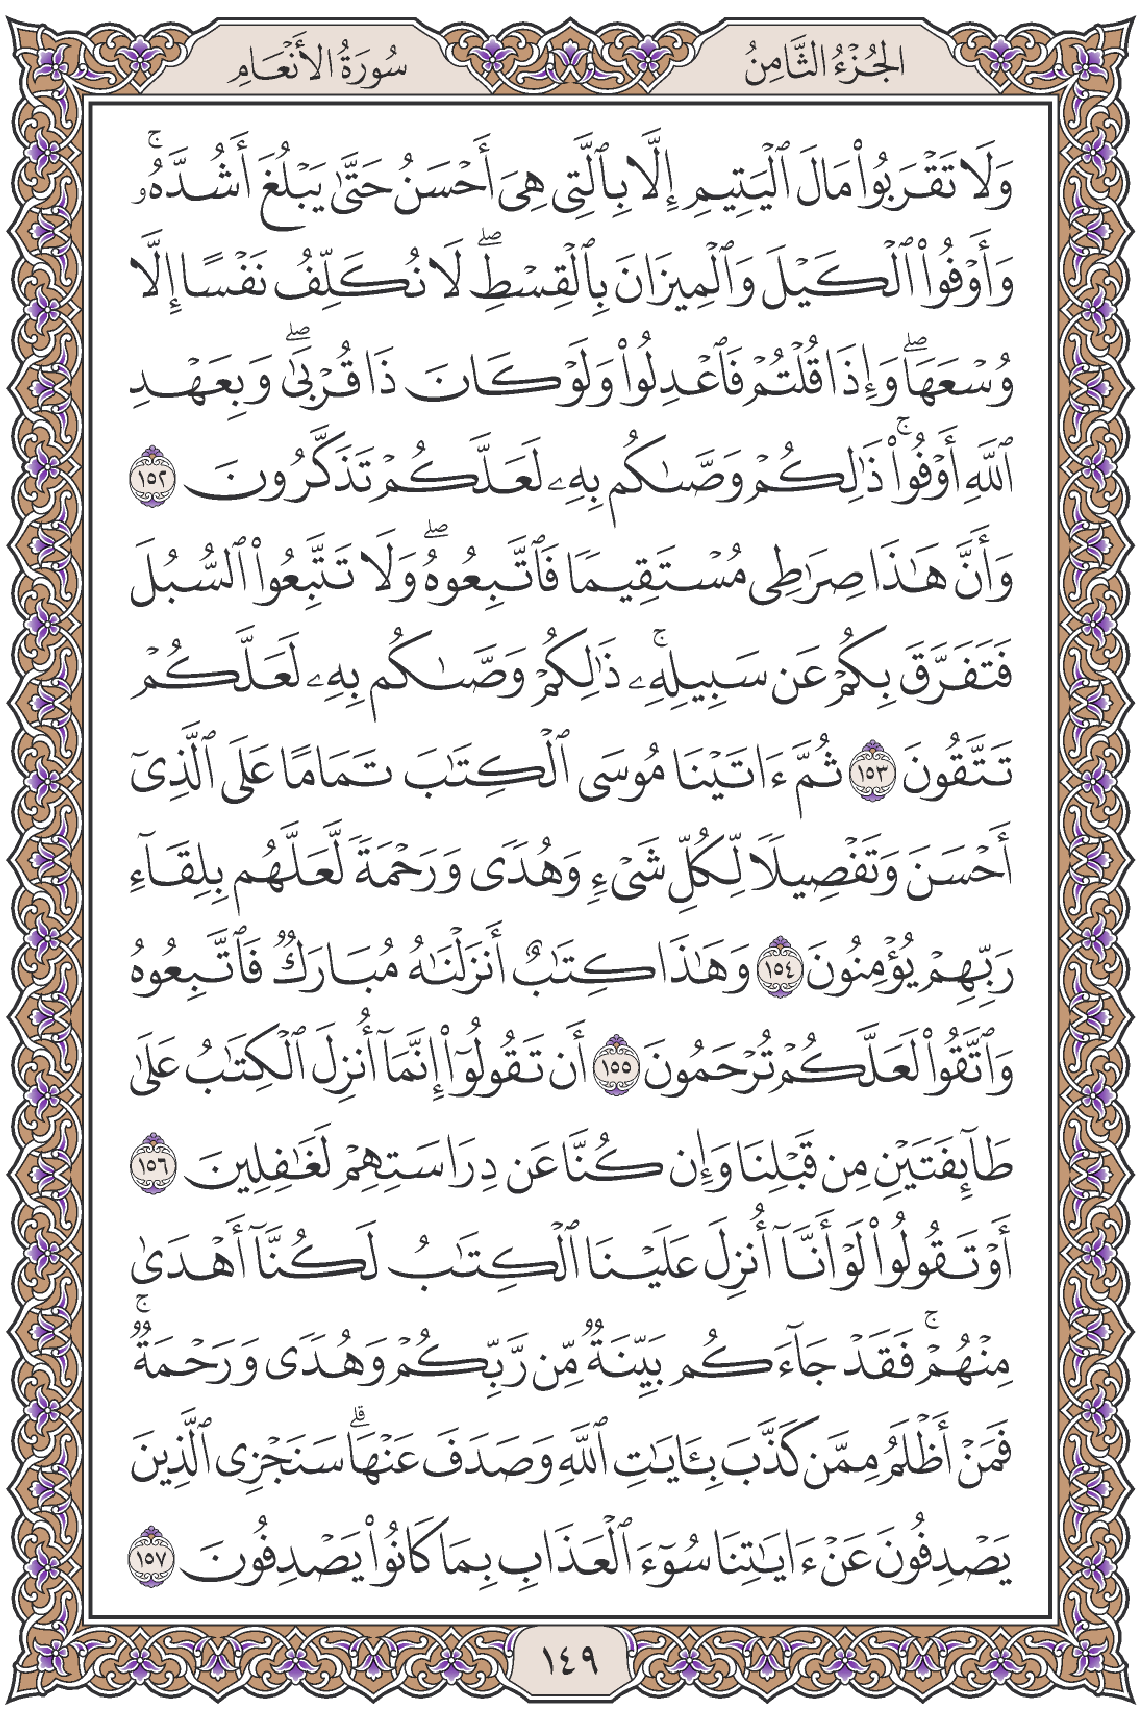 الجُزْءُ الثَّامِنُ
سُورَةُ الأَنْعَامِ
وَلَا تَقْرَبُوا۟ مَالَ ٱلْيَتِيمِ إِلَّا بِٱلَّتِى هِىَ أَحْسَنُ حَتَّىٰ يَبْلُغَ أَشُدَّهُۥۚ
وَأَوْفُوا۟ ٱلْكَيْلَ وَٱلْمِيزَانَ بِٱلْقِسْطِۖ لَا نُكَلِّفُ نَفْسًا إِلَّا
وُسْعَهَاۖ وَإِذَا قُلْتُمْ فَٱعْدِلُوا۟ وَلَوْ كَانَ ذَا قُرْبَىٰۖ وَبِعَهْدِ
ٱللَّهِ أَوْفُوا۟ۚ ذَٰلِكُمْ وَصَّىٰكُم بِهِۦ لَعَلَّكُمْ تَذَكَّرُونَ ١٥٢
وَأَنَّ هَٰذَا صِرَٰطِى مُسْتَقِيمًا فَٱتَّبِعُوهُۖ وَلَا تَتَّبِعُوا۟ ٱلسُّبُلَ
فَتَفَرَّقَ بِكُمْ عَن سَبِيلِهِۦۚ ذَٰلِكُمْ وَصَّىٰكُم بِهِۦ لَعَلَّكُمْ
تَتَّقُونَ ١٥٣ ثُمَّ ءَاتَيْنَا مُوسَى ٱلْكِتَٰبَ تَمَامًا عَلَى ٱلَّذِىٓ
أَحْسَنَ وَتَفْصِيلًا لِّكُلِّ شَىْءٍ وَهُدًى وَرَحْمَةً لَّعَلَّهُم بِلِقَآءِ
رَبِّهِمْ يُؤْمِنُونَ ١٥٤ وَهَٰذَا كِتَٰبٌ أَنزَلْنَٰهُ مُبَارَكٌ فَٱتَّبِعُوهُ
وَٱتَّقُوا۟ لَعَلَّكُمْ تُرْحَمُونَ ١٥٥ أَن تَقُولُوٓا۟ إِنَّمَآ أُنزِلَ ٱلْكِتَٰبُ عَلَىٰ
طَآئِفَتَيْنِ مِن قَبْلِنَا وَإِن كُنَّا عَن دِرَاسَتِهِمْ لَغَٰفِلِينَ ١٥٦
أَوْ تَقُولُوا۟ لَوْ أَنَّآ أُنزِلَ عَلَيْنَا ٱلْكِتَٰبُ لَكُنَّآ أَهْدَىٰ
مِنْهُمْۚ فَقَدْ جَآءَكُم بَيِّنَةٌ مِّن رَّبِّكُمْ وَهُدًى وَرَحْمَةٌۚ
فَمَنْ أَظْلَمُ مِمَّن كَذَّبَ بِـَٔايَٰتِ ٱللَّهِ وَصَدَفَ عَنْهَاۗ سَنَجْزِى ٱلَّذِينَ
يَصْدِفُونَ عَنْ ءَايَٰتِنَا سُوٓءَ ٱلْعَذَابِ بِمَا كَانُوا۟ يَصْدِفُونَ ١٥٧
١٤٩